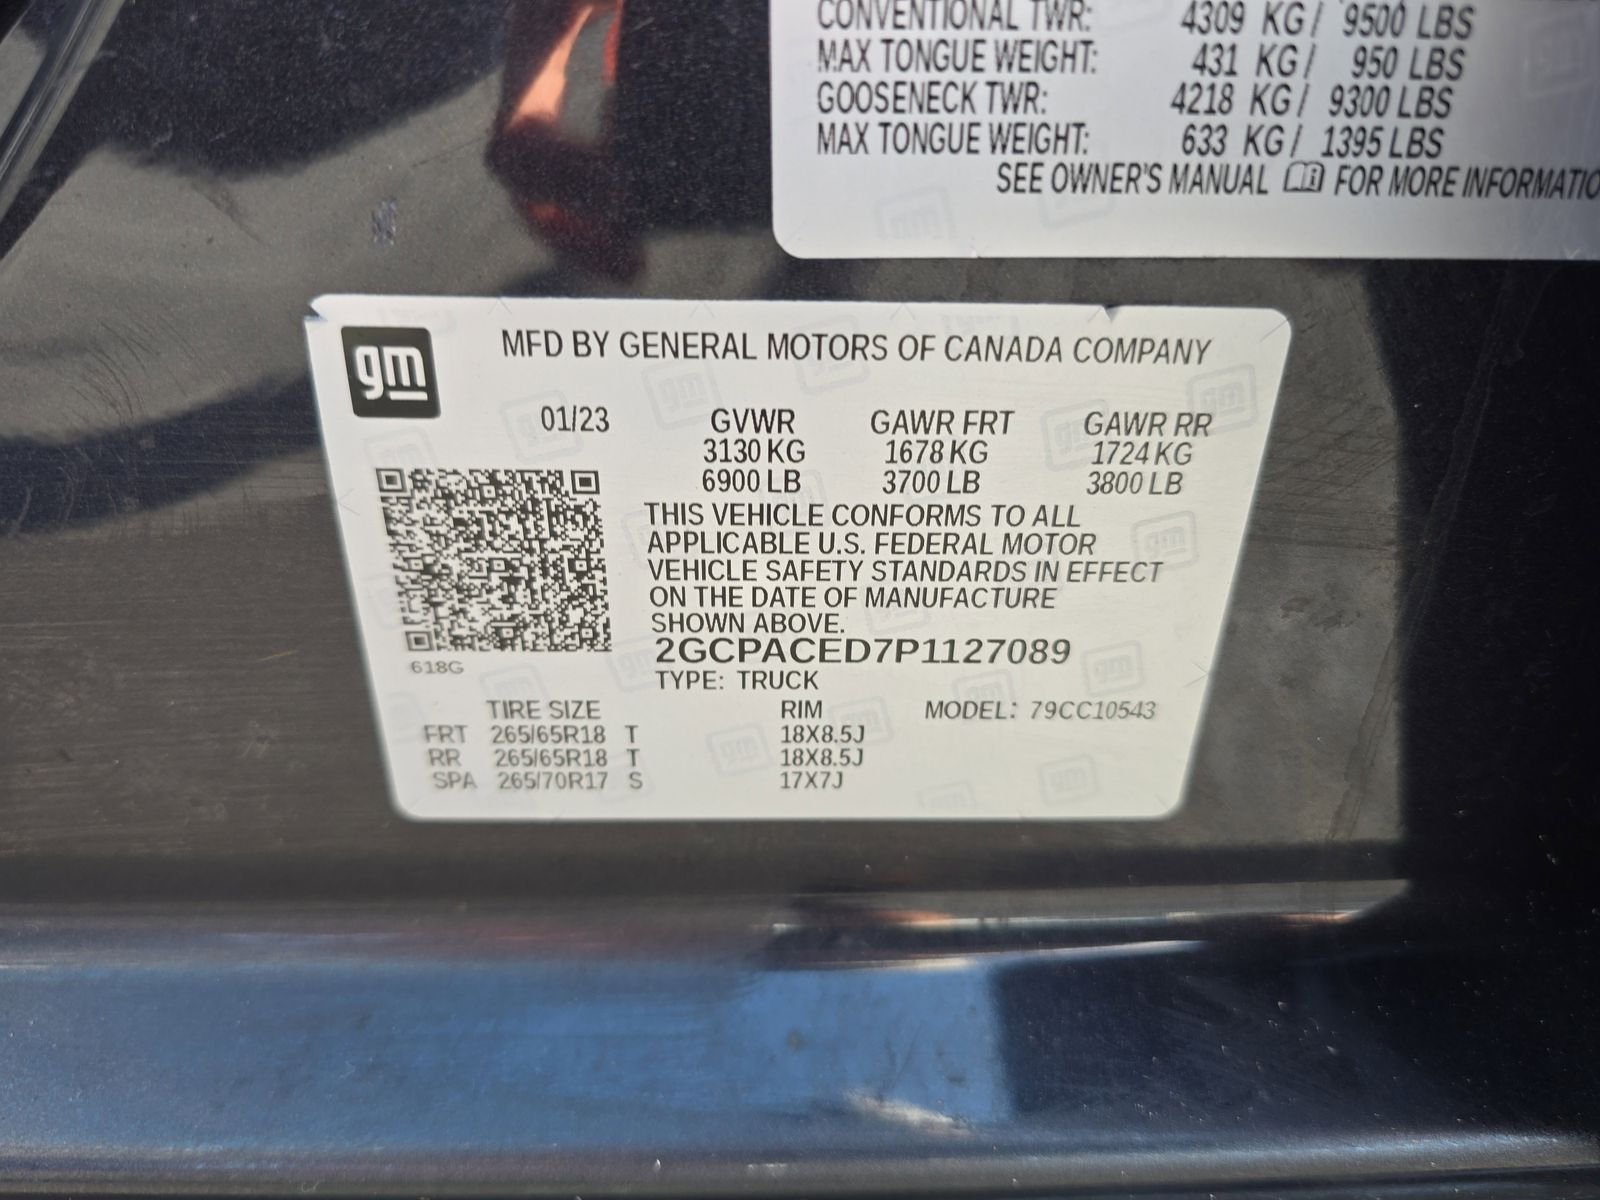 CONVENTIONAL TWR: 4309 KG/ 9500 LBS
MAX TONGUE WEIGHT: 431 KG/ 950 LBS
GOOSENECK TWR: 4218 KG/ 9300 LBS
MAX TONGUE WEIGHT: 633 KG/ 1395 LBS
SEE OWNER'S MANUAL FOR MORE INFORMATIO
gm
MFD BY GENERAL MOTORS OF CANADA COMPANY
01/23 GVWR GAWR FRT GAWR RR
3130 KG 1678 KG 1724 KG
6900 LB 3700 LB 3800 LB
THIS VEHICLE CONFORMS TO ALL
APPLICABLE U.S. FEDERAL MOTOR
VEHICLE SAFETY STANDARDS IN EFFECT
ON THE DATE OF MANUFACTURE
SHOWN ABOVE.
2GCPACED7P1127089
618G
TYPE: TRUCK
TIRE SIZE RIM MODEL: 79CC10543
FRT 265/65R18 T 18X8.5J
RR 265/65R18 T 18X8.5J
SPA 265/70R17 S 17X7J